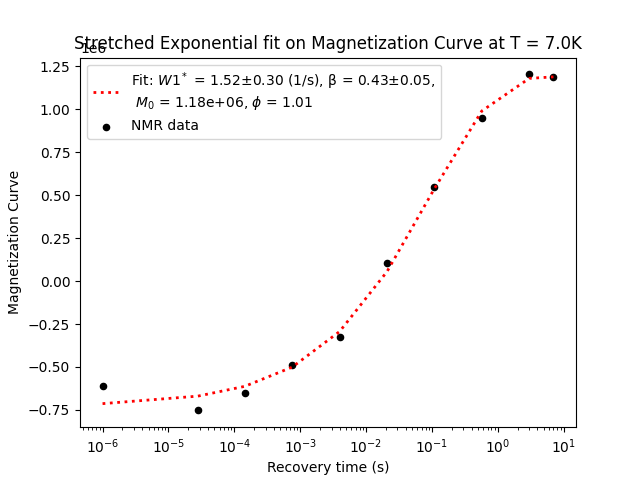 Stretched Exponential fit on Magnetization Curve at T = 7.0K
1e6
Fit: W1* = 1.52±0.30 (1/s), β = 0.43±0.05,
M₀ = 1.18e+06, ϕ = 1.01
NMR data
1.25
1.00
0.75
0.50
0.25
0.00
−0.25
−0.50
−0.75
Magnetization Curve
10⁻⁶ 10⁻⁵ 10⁻⁴ 10⁻³ 10⁻² 10⁻¹ 10⁰ 10¹
Recovery time (s)